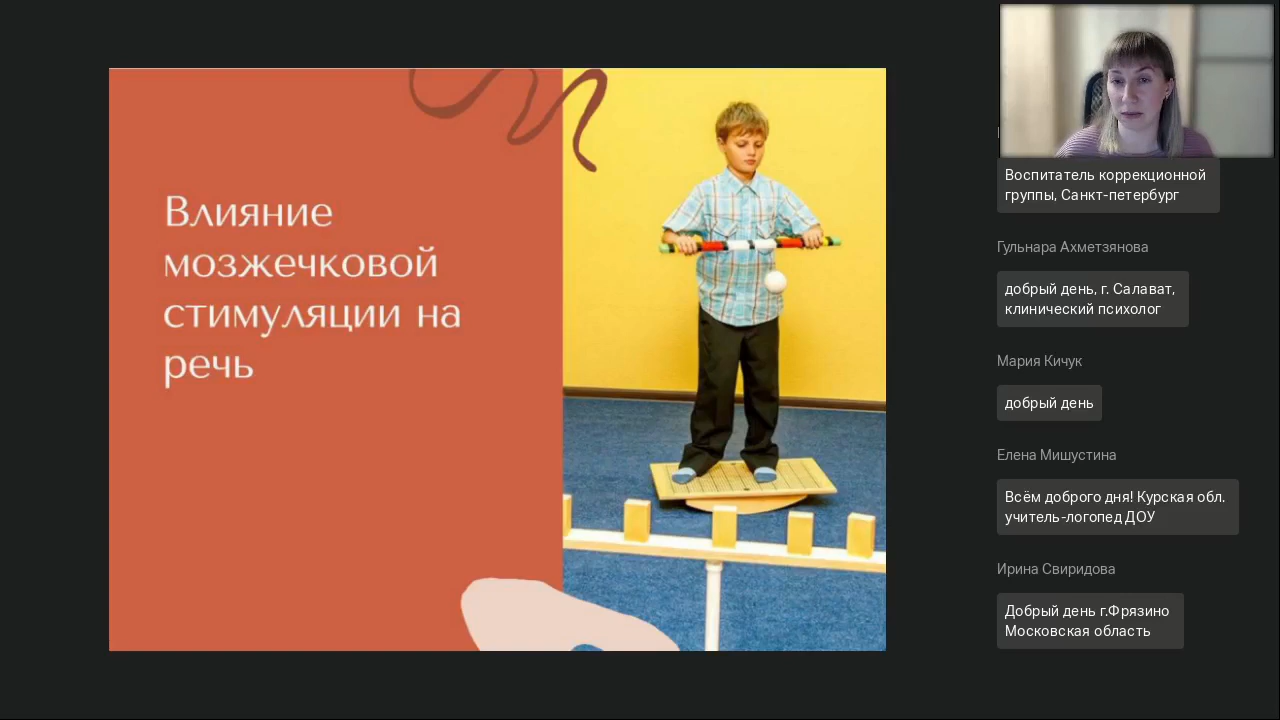 Влияние
мозжечковой
стимуляции на
речь
Воспитатель коррекционной
группы, Санкт-петербург
Гульнара Ахметзянова
добрый день, г. Салават,
клинический психолог
Мария Кичук
добрый день
Елена Мишустина
Всём доброго дня! Курская обл.
учитель-логопед ДОУ
Ирина Свиридова
Добрый день г.Фрязино
Московская область